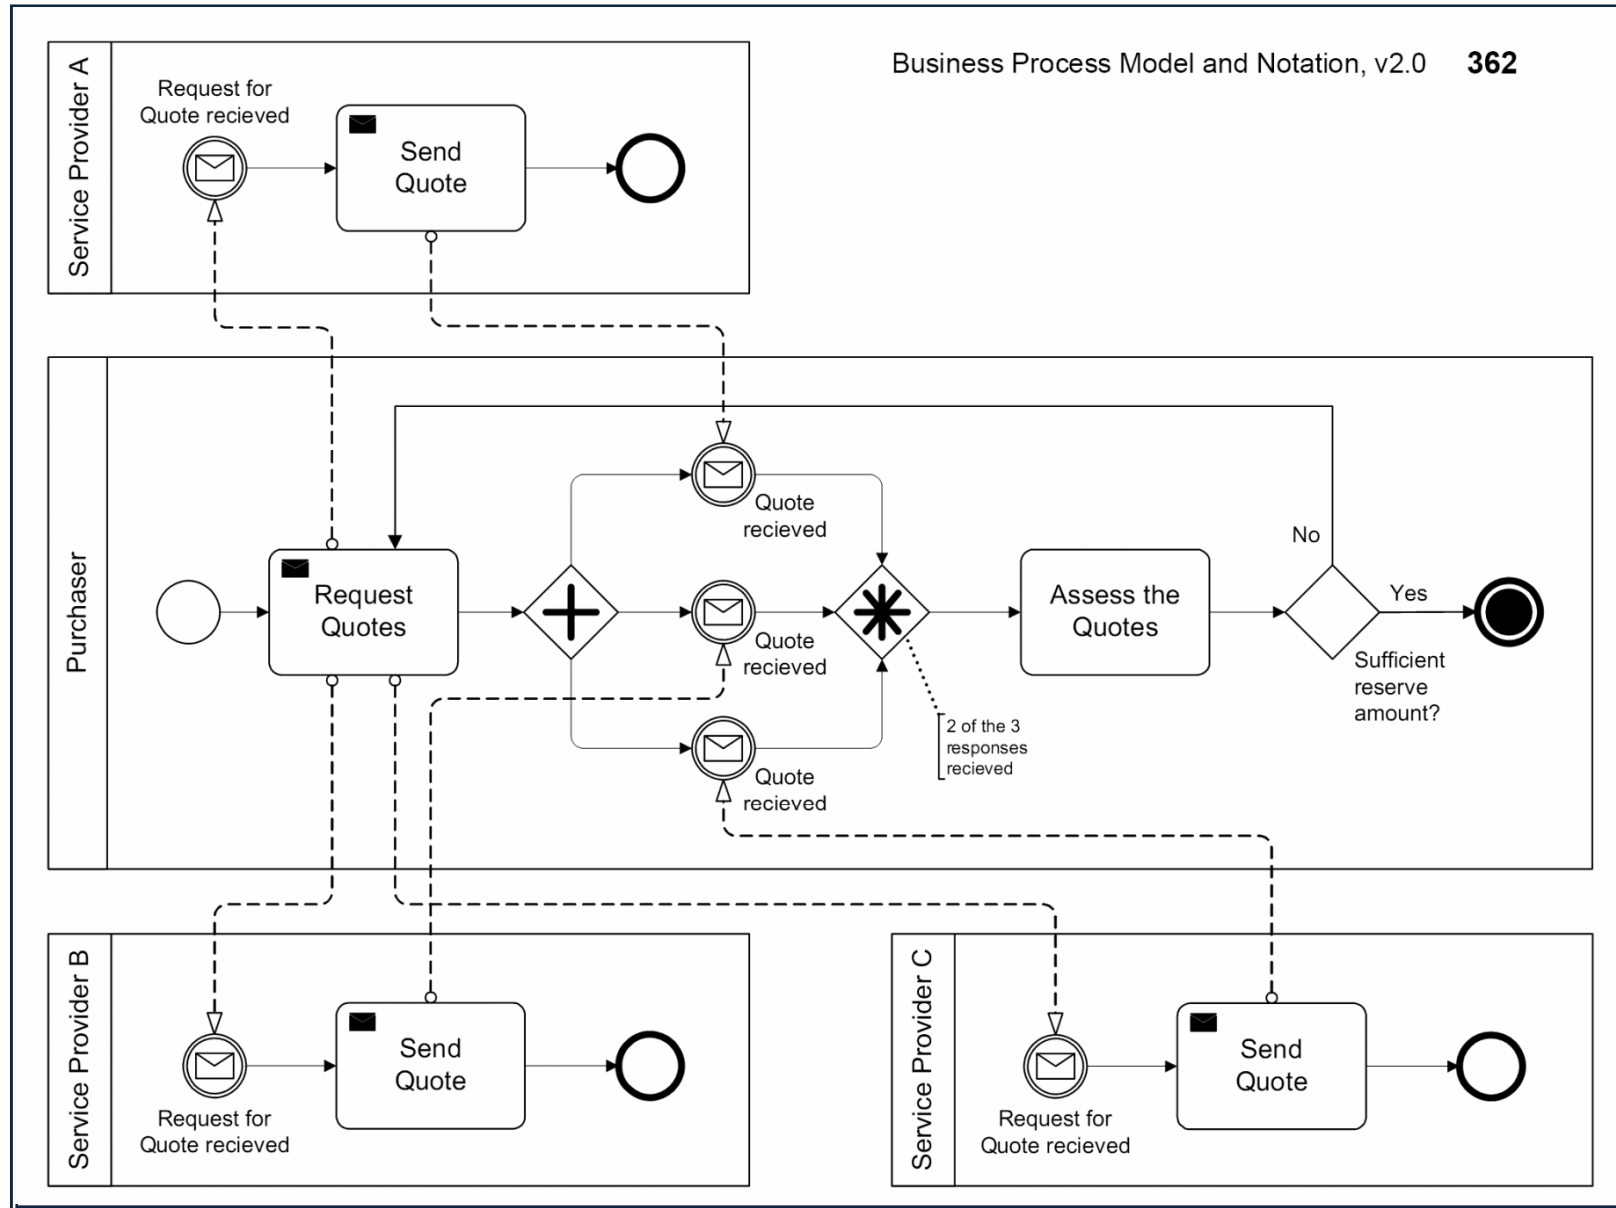 Business Process Model and Notation, v2.0 362
Service Provider A
Request for
Quote recieved
Send
Quote
Purchaser
Request
Quotes
Quote
recieved
Quote
recieved
Quote
recieved
2 of the 3
responses
recieved
Assess the
Quotes
No
Yes
Sufficient
reserve
amount?
Service Provider B
Send
Quote
Request for
Quote recieved
Service Provider C
Send
Quote
Request for
Quote recieved